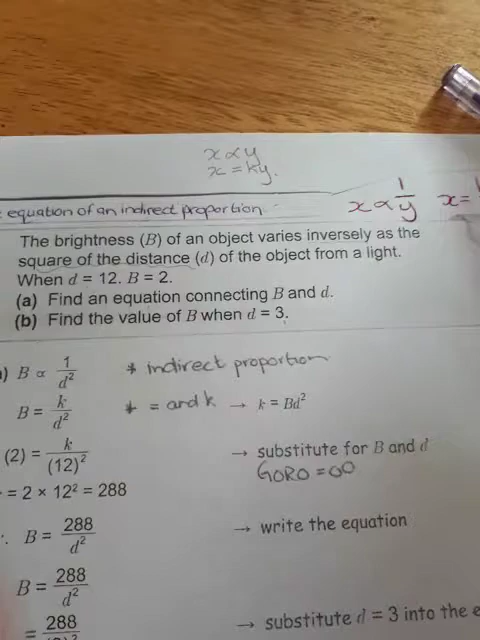 x ∝ y
x = ky.
equation of an indirect proportion.
x ∝ 1/y x =
The brightness (B) of an object varies inversely as the
square of the distance (d) of the object from a light.
When d = 12. B = 2.
(a) Find an equation connecting B and d.
(b) Find the value of B when d = 3.
) B ∝ 1/d² * indirect proportion
B = k/d² * = and k → k = Bd²
(2) = k/(12)² → substitute for B and d
= 2 × 12² = 288
∴ B = 288/d² → write the equation
B = 288/d²
= 288 → substitute d = 3 into the